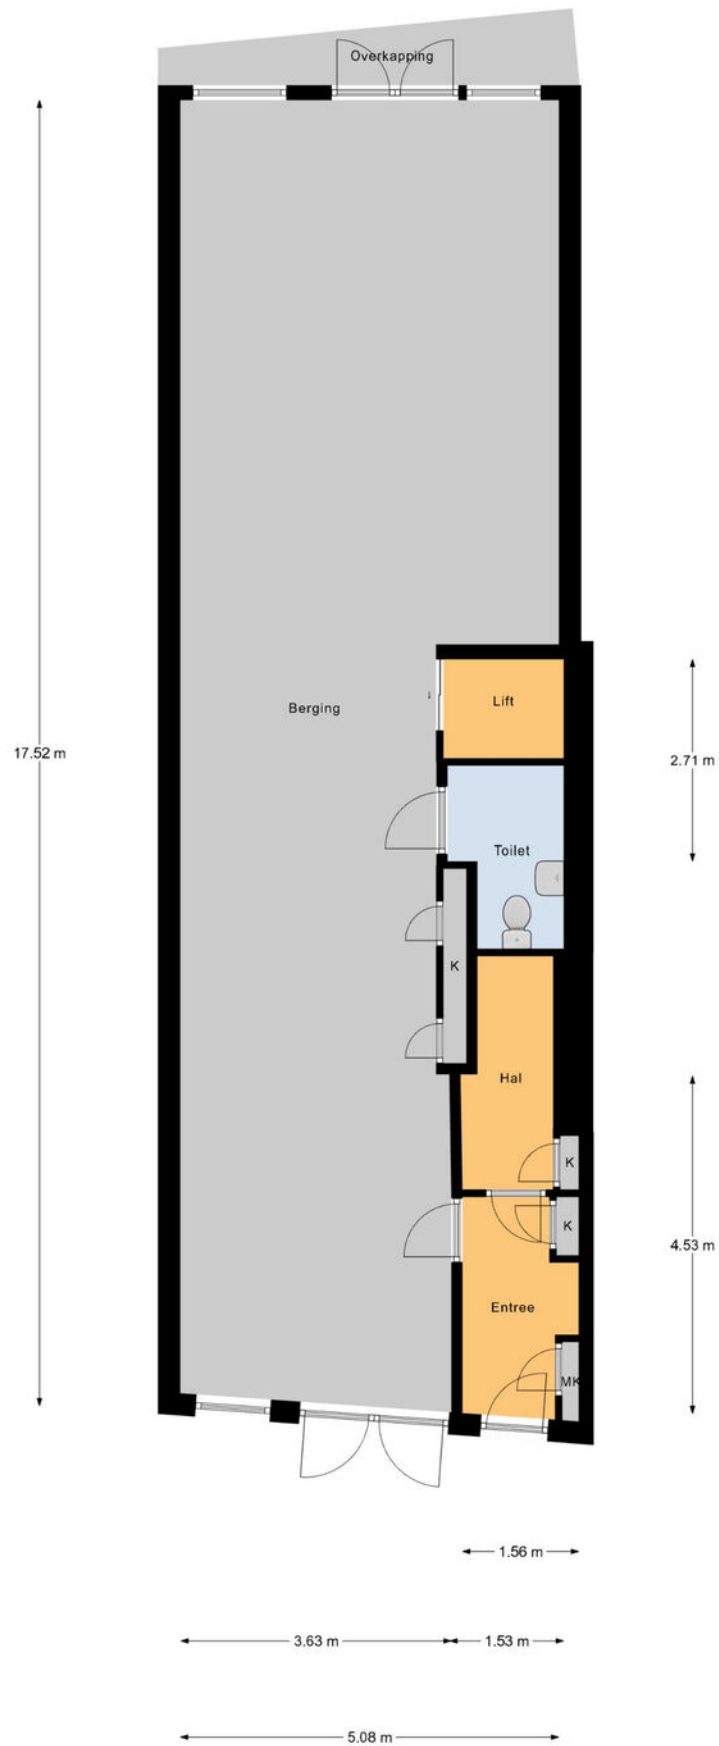 Overkapping
Lift
Berging
17.52 m
2.71 m
Toilet
K
Hal
K
K
4.53 m
Entree
MK
1.56 m
3.63 m
1.53 m
5.08 m